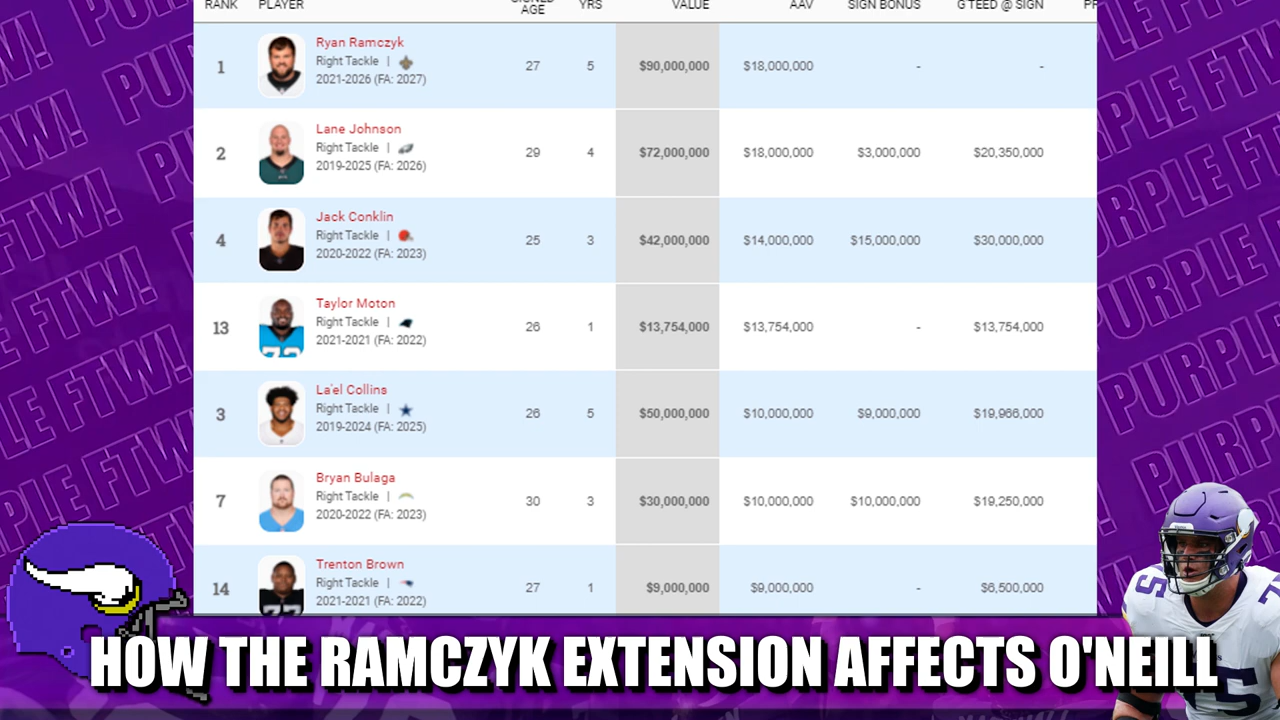 RANK PLAYER SIGNED AGE YRS VALUE AAV SIGN BONUS G'TEED @ SIGN
1 Ryan Ramczyk 27 5 $90,000,000 $18,000,000 - -
Right Tackle |
2021-2026 (FA: 2027)
2 Lane Johnson 29 4 $72,000,000 $18,000,000 $3,000,000 $20,350,000
Right Tackle |
2019-2025 (FA: 2026)
4 Jack Conklin 25 3 $42,000,000 $14,000,000 $15,000,000 $30,000,000
Right Tackle |
2020-2022 (FA: 2023)
13 Taylor Moton 26 1 $13,754,000 $13,754,000 - $13,754,000
Right Tackle |
2021-2021 (FA: 2022)
3 La'el Collins 26 5 $50,000,000 $10,000,000 $9,000,000 $19,966,000
Right Tackle |
2019-2024 (FA: 2025)
7 Bryan Bulaga 30 3 $30,000,000 $10,000,000 $10,000,000 $19,250,000
Right Tackle |
2020-2022 (FA: 2023)
14 Trenton Brown 27 1 $9,000,000 $9,000,000 - $6,500,000
Right Tackle |
2021-2021 (FA: 2022)
PURPLE FTW!
HOW THE RAMCZYK EXTENSION AFFECTS O'NEILL
75